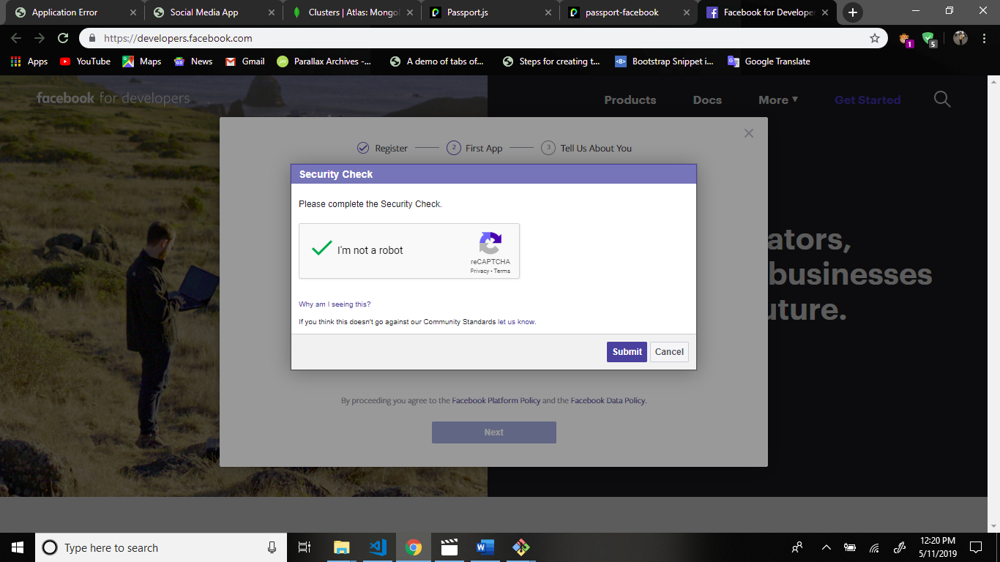 Application Error
Social Media App
Clusters | Atlas: Mongo
Passport.js
passport-facebook
Facebook for Developer
https://developers.facebook.com
1
5
Apps
YouTube
Maps
News
Gmail
Parallax Archives -...
A demo of tabs of...
Steps for creating t...
Bootstrap Snippet i...
Google Translate
facebook for developers
Products
Docs
More
Get Started
Register
2 First App
3 Tell Us About You
Security Check
Please complete the Security Check.
I'm not a robot
reCAPTCHA
Privacy - Terms
Why am I seeing this?
If you think this doesn't go against our Community Standards let us know.
Submit
Cancel
ators,
businesses
uture.
By proceeding you agree to the Facebook Platform Policy and the Facebook Data Policy.
Next
Type here to search
12:20 PM
5/11/2019